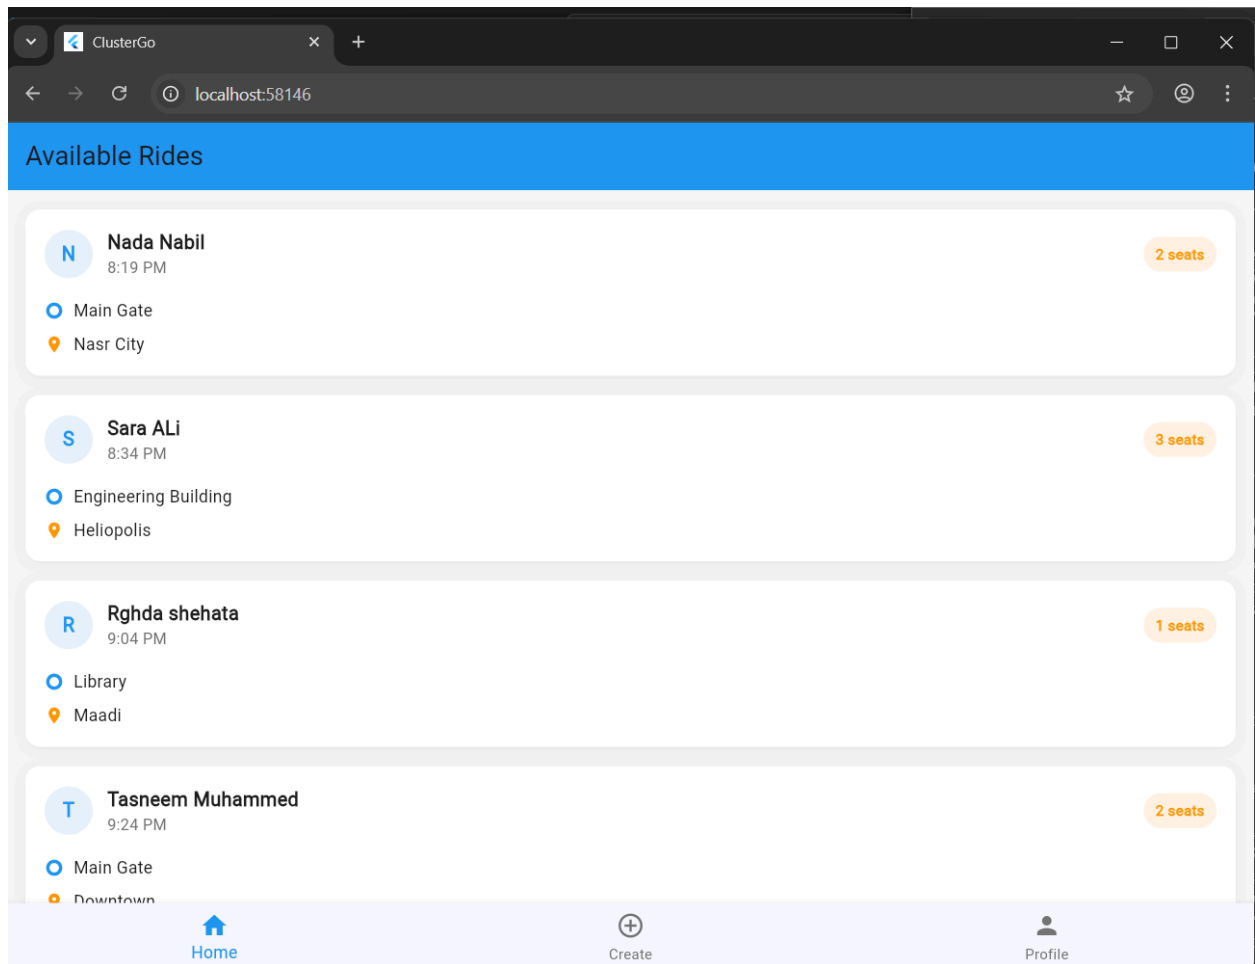 ClusterGo
localhost:58146
Available Rides
N
Nada Nabil
8:19 PM
2 seats
Main Gate
Nasr City
S
Sara ALi
8:34 PM
3 seats
Engineering Building
Heliopolis
R
Rghda shehata
9:04 PM
1 seats
Library
Maadi
T
Tasneem Muhammed
9:24 PM
2 seats
Main Gate
Downtown
Home
Create
Profile